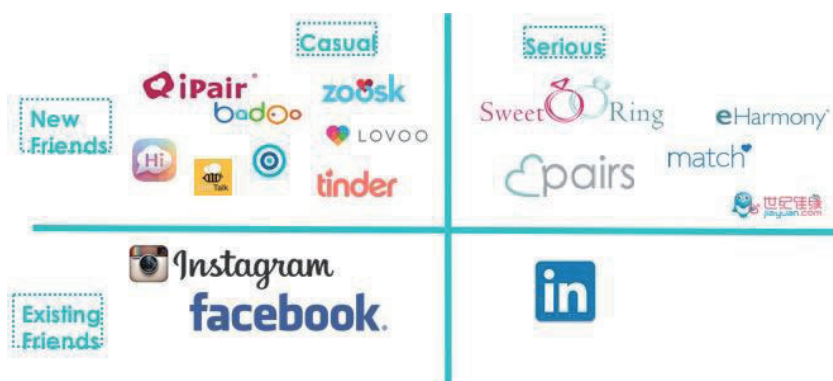 Casual
Serious
New
Friends
iPair
badoo
zoosk
LOVOO
Hi
Talk
tinder
Sweet Ring
eHarmony
pairs
match
世纪佳缘
jiayuan.com
Existing
Friends
Instagram
facebook.
in